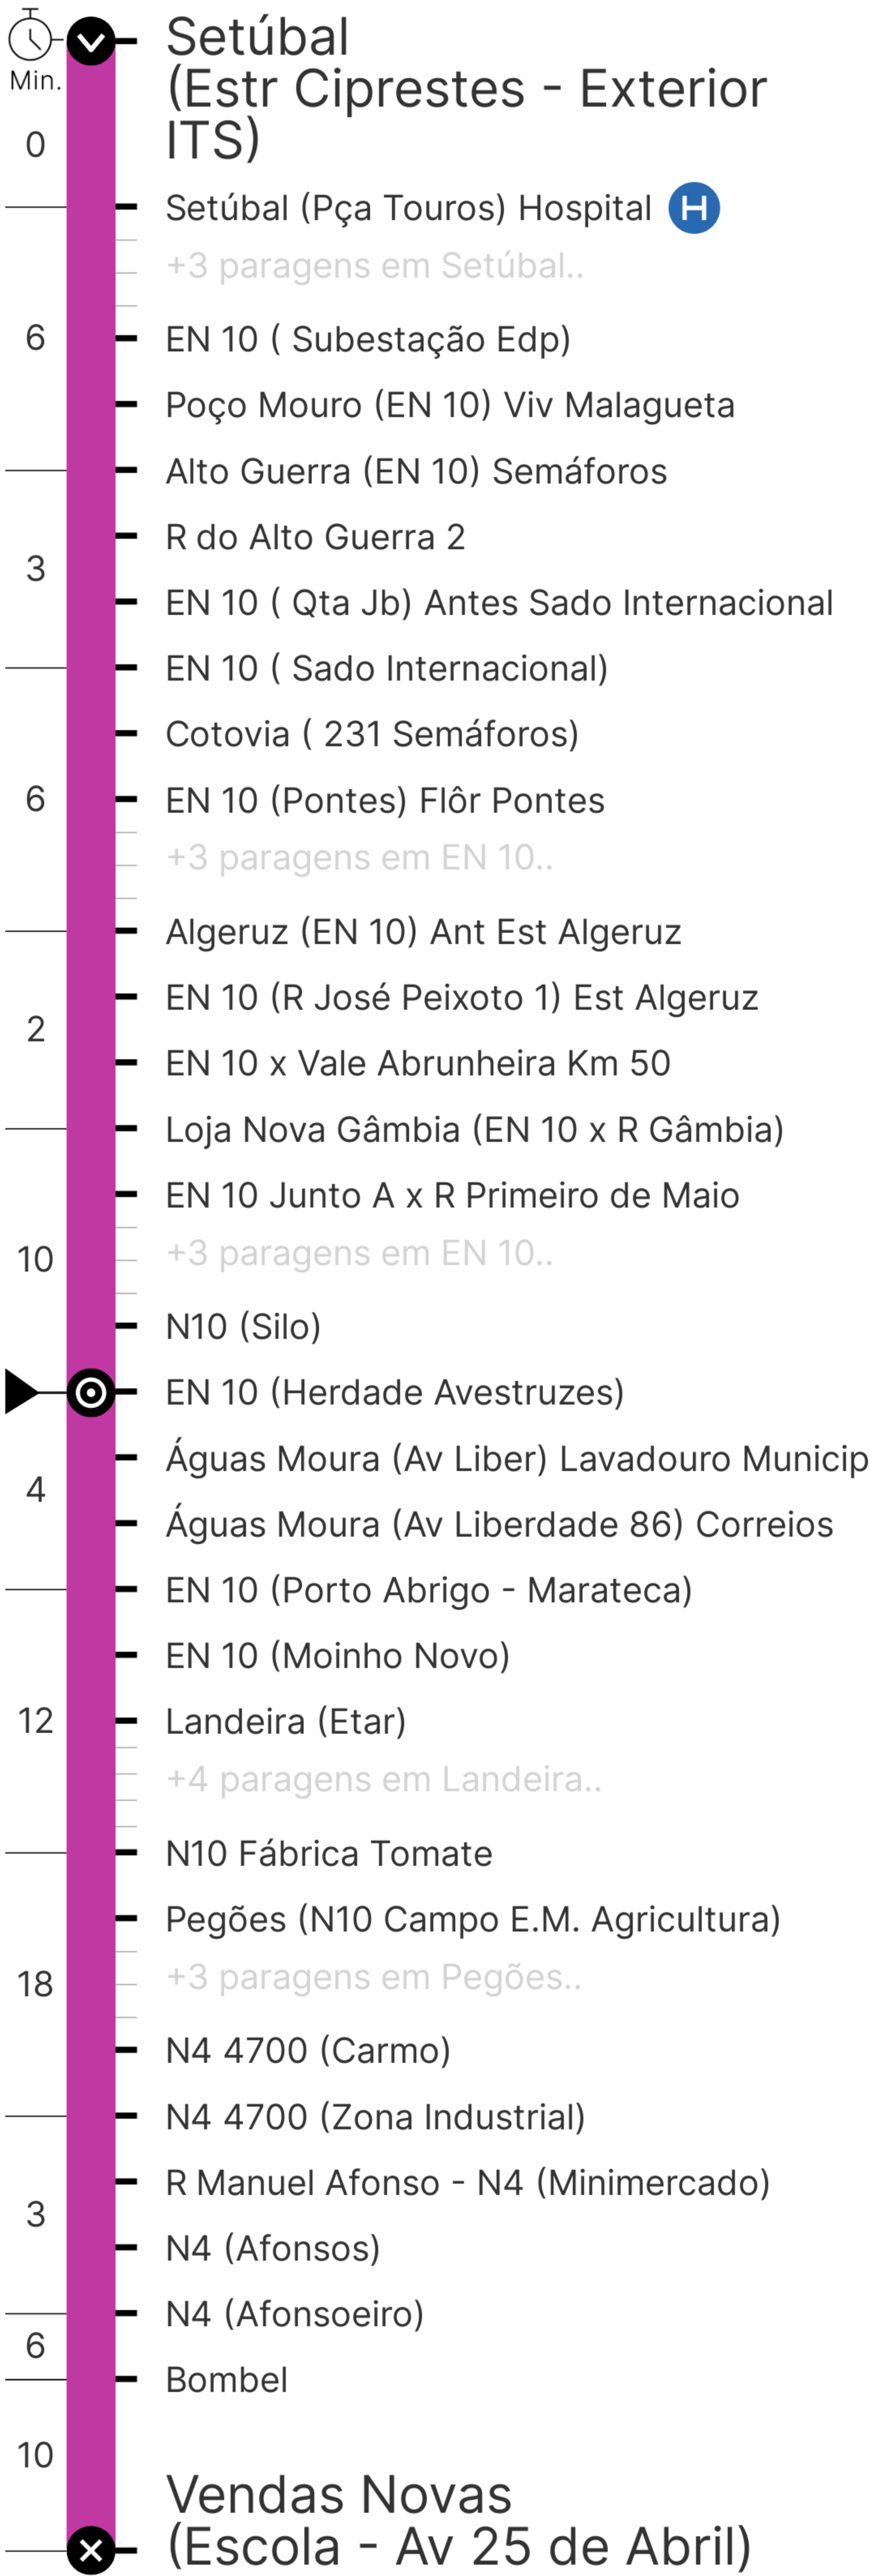 Setúbal
(Estr Ciprestes - Exterior
ITS)
Min.
0
Setúbal (Pça Touros) Hospital H
+3 paragens em Setúbal..
6
EN 10 ( Subestação Edp)
Poço Mouro (EN 10) Viv Malagueta
Alto Guerra (EN 10) Semáforos
R do Alto Guerra 2
3
EN 10 ( Qta Jb) Antes Sado Internacional
EN 10 ( Sado Internacional)
Cotovia ( 231 Semáforos)
6
EN 10 (Pontes) Flôr Pontes
+3 paragens em EN 10..
Algeruz (EN 10) Ant Est Algeruz
EN 10 (R José Peixoto 1) Est Algeruz
2
EN 10 x Vale Abrunheira Km 50
Loja Nova Gâmbia (EN 10 x R Gâmbia)
EN 10 Junto A x R Primeiro de Maio
10
+3 paragens em EN 10..
N10 (Silo)
EN 10 (Herdade Avestruzes)
Águas Moura (Av Liber) Lavadouro Municip
4
Águas Moura (Av Liberdade 86) Correios
EN 10 (Porto Abrigo - Marateca)
EN 10 (Moinho Novo)
12
Landeira (Etar)
+4 paragens em Landeira..
N10 Fábrica Tomate
Pegões (N10 Campo E.M. Agricultura)
18
+3 paragens em Pegões..
N4 4700 (Carmo)
N4 4700 (Zona Industrial)
R Manuel Afonso - N4 (Minimercado)
3
N4 (Afonsos)
N4 (Afonsoeiro)
6
Bombel
10
Vendas Novas
(Escola - Av 25 de Abril)